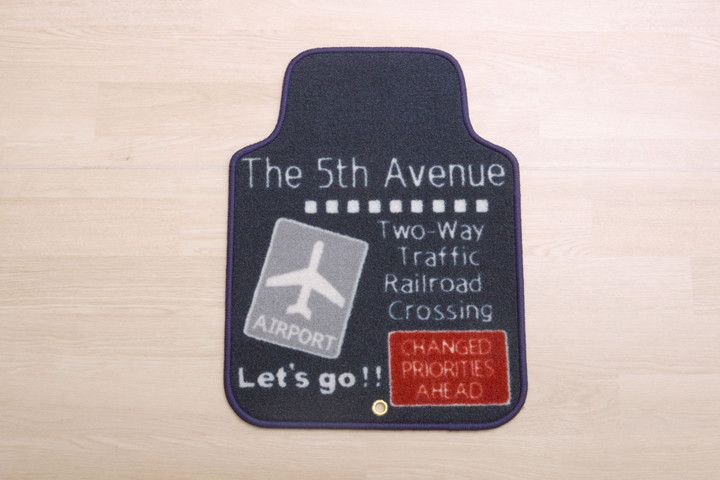 The 5th Avenue
Two-Way
Traffic
Railroad
Crossing
AIRPORT
Let's go!!
CHANGED
PRIORITIES
AHEAD